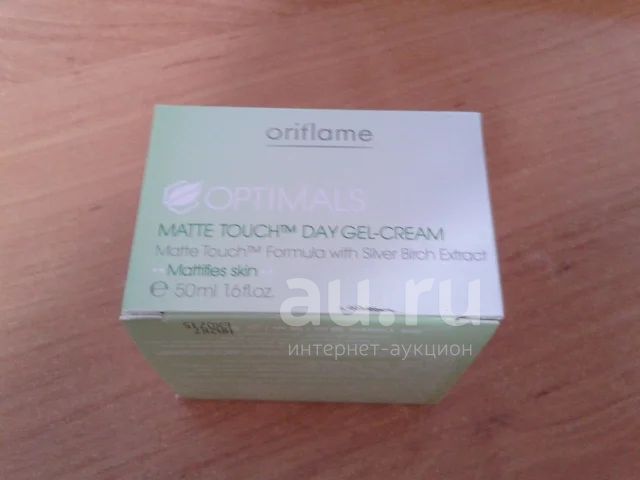 oriflame
OPTIMALS
MATTE TOUCH™ DAY GEL-CREAM
Matte Touch™ Formula with Silver Birch Extract
Mattifies skin
℮ 50ml 1.6fl.oz.
au.ru
интернет-аукцион